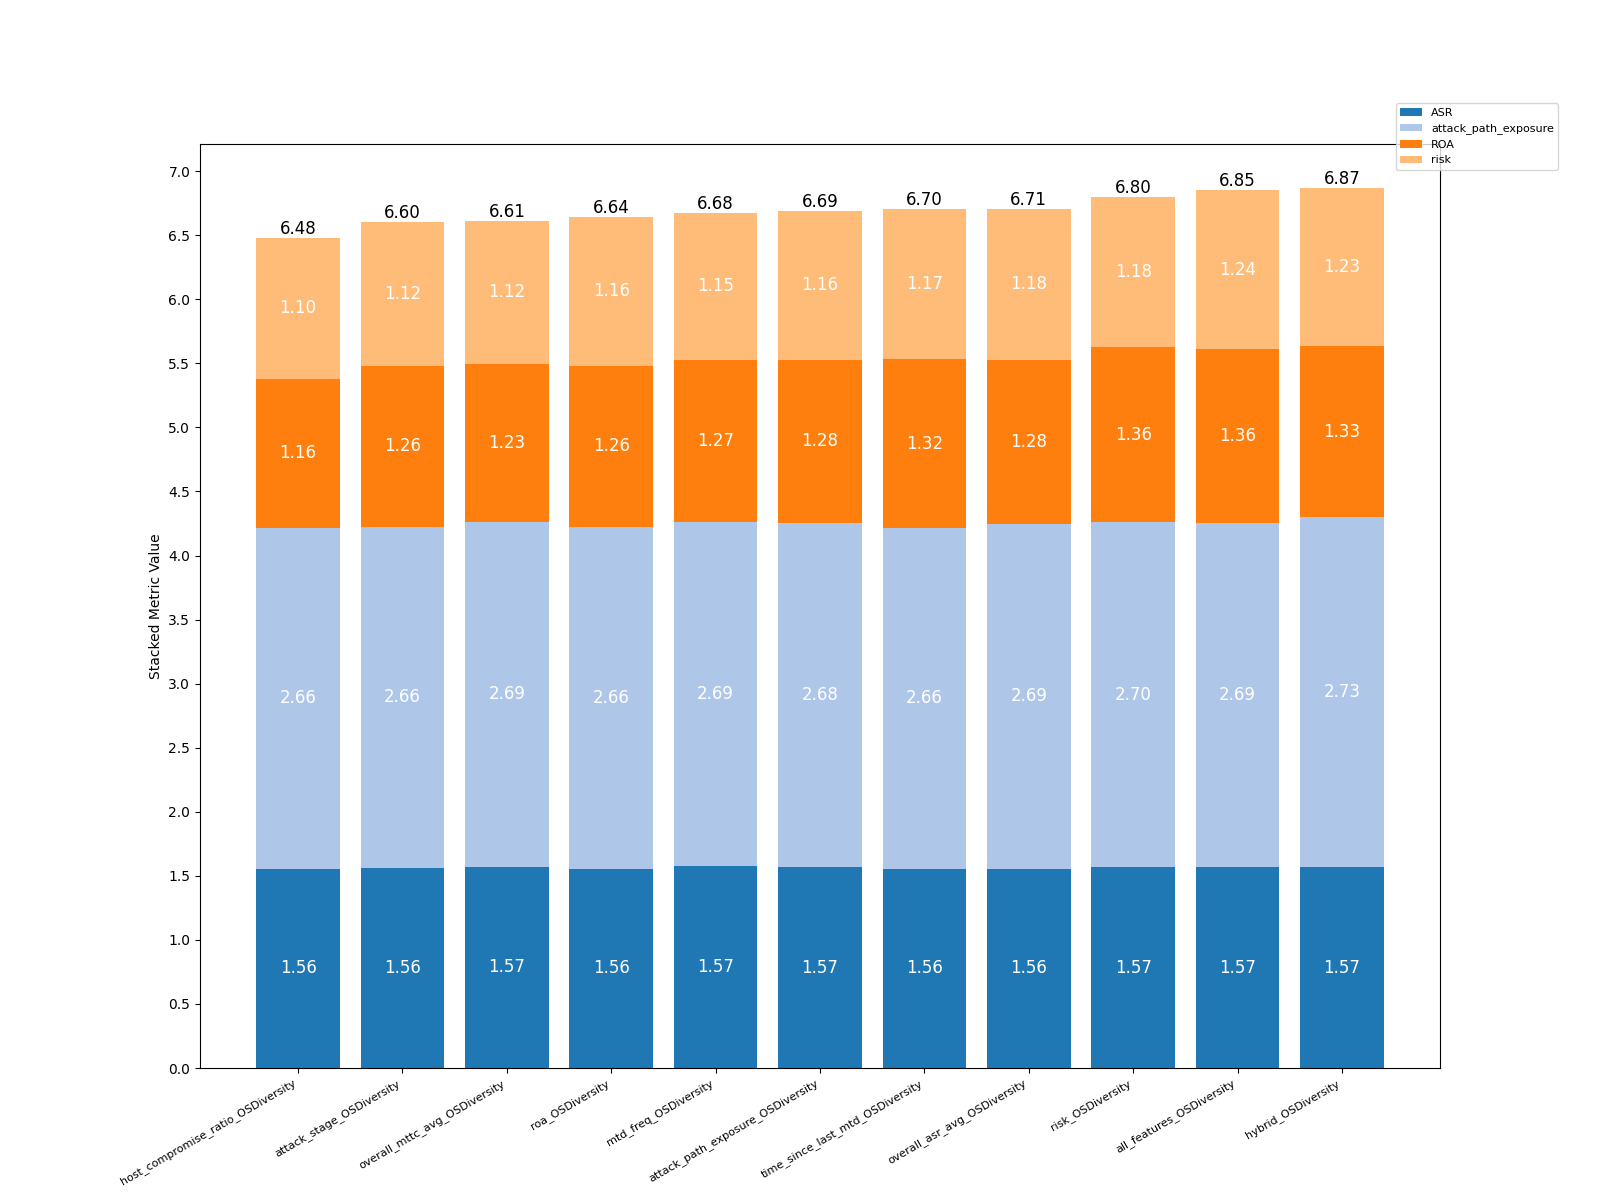 ASR
attack_path_exposure
ROA
risk
7.0
6.5
6.0
5.5
5.0
4.5
4.0
3.5
3.0
2.5
2.0
1.5
1.0
0.5
0.0
Stacked Metric Value
6.48 6.60 6.61 6.64 6.68 6.69 6.70 6.71 6.80 6.85 6.87
1.10 1.12 1.12 1.16 1.15 1.16 1.17 1.18 1.18 1.24 1.23
1.16 1.26 1.23 1.26 1.27 1.28 1.32 1.28 1.36 1.36 1.33
2.66 2.66 2.69 2.66 2.69 2.68 2.66 2.69 2.70 2.69 2.73
1.56 1.56 1.57 1.56 1.57 1.57 1.56 1.56 1.57 1.57 1.57
host_compromise_ratio_OSDiversity
attack_stage_OSDiversity
overall_mttc_avg_OSDiversity
roa_OSDiversity
mtd_freq_OSDiversity
attack_path_exposure_OSDiversity
time_since_last_mtd_OSDiversity
overall_asr_avg_OSDiversity
risk_OSDiversity
all_features_OSDiversity
hybrid_OSDiversity